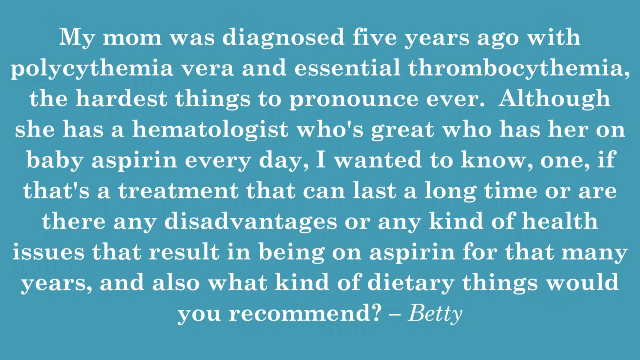 My mom was diagnosed five years ago with
polycythemia vera and essential thrombocythemia,
the hardest things to pronounce ever.  Although
she has a hematologist who's great who has her on
baby aspirin every day, I wanted to know, one, if
that's a treatment that can last a long time or are
there any disadvantages or any kind of health
issues that result in being on aspirin for that many
years, and also what kind of dietary things would
you recommend? – Betty